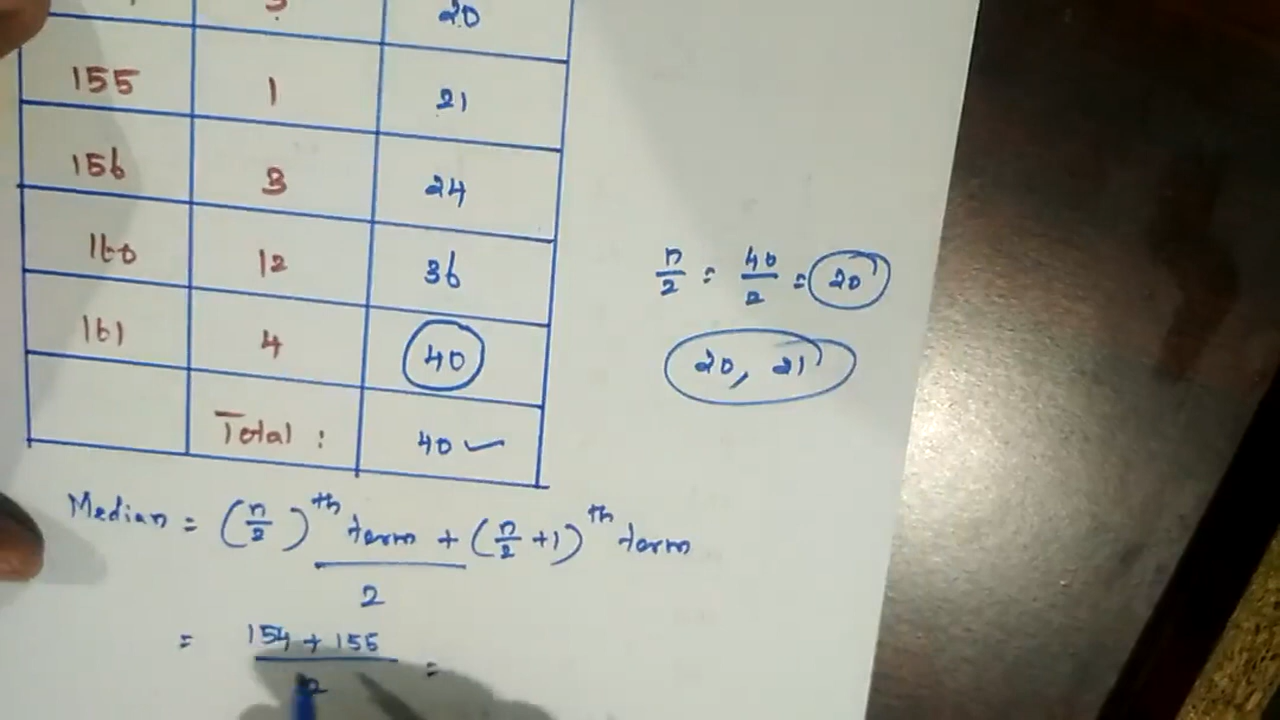 20
155 1 21
156 3 24
160 12 36
161 4 40
Total : 40 ✓
n/2 = 40/2 = 20
20, 21
Median = (n/2)th term + (n/2 + 1)th term
2
= 154 + 155 =
2